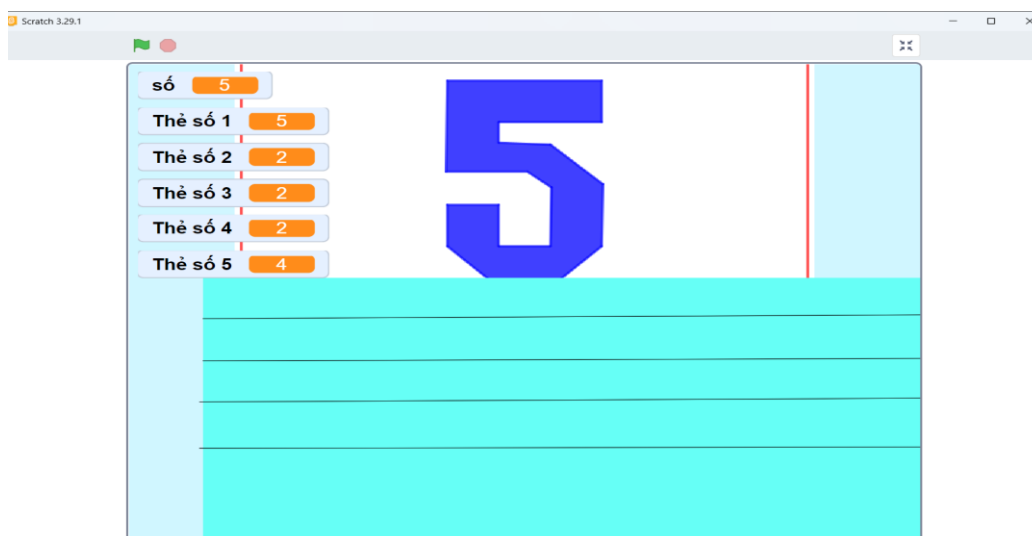 Scratch 3.29.1
số 5
Thẻ số 1 5
Thẻ số 2 2
Thẻ số 3 2
Thẻ số 4 2
Thẻ số 5 4
5